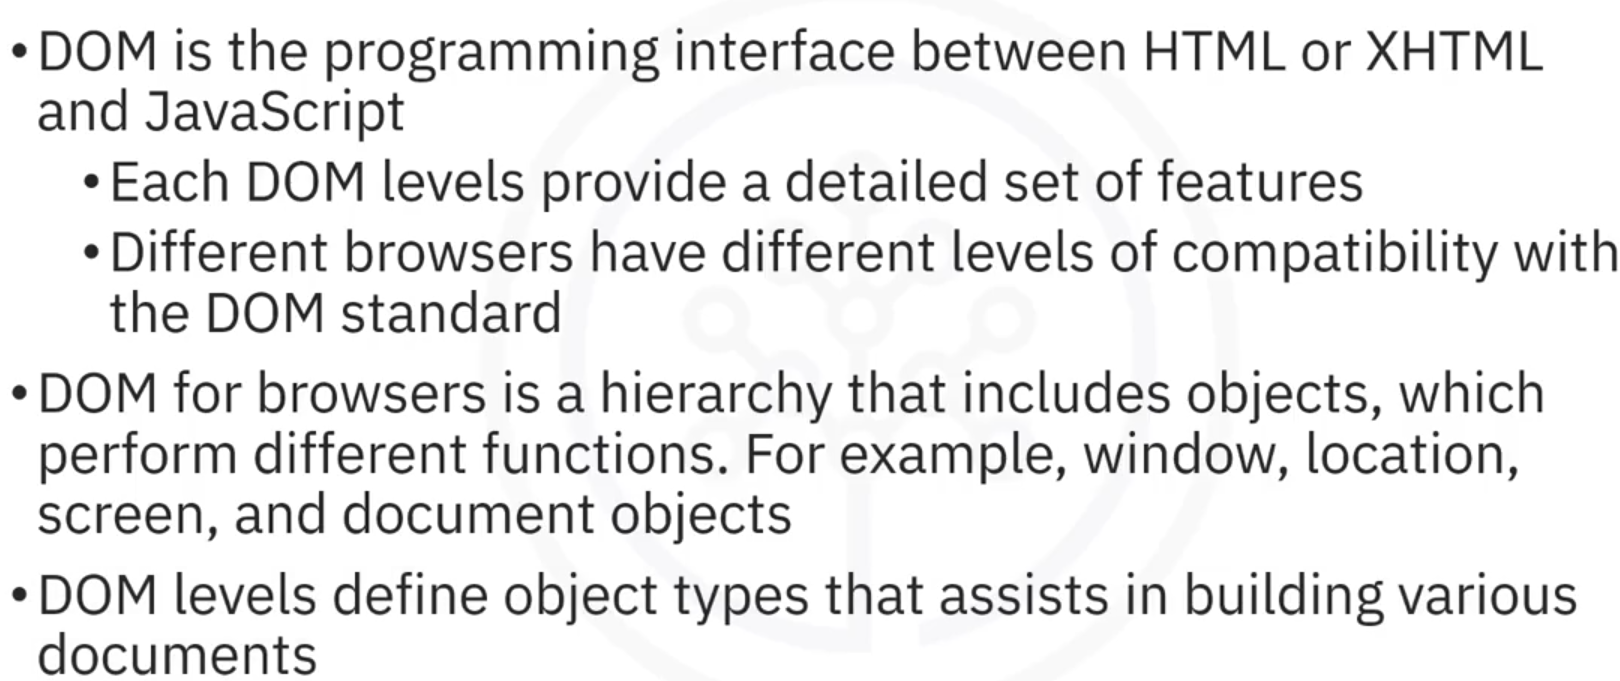 • DOM is the programming interface between HTML or XHTML
and JavaScript
• Each DOM levels provide a detailed set of features
• Different browsers have different levels of compatibility with
the DOM standard
• DOM for browsers is a hierarchy that includes objects, which
perform different functions. For example, window, location,
screen, and document objects
• DOM levels define object types that assists in building various
documents